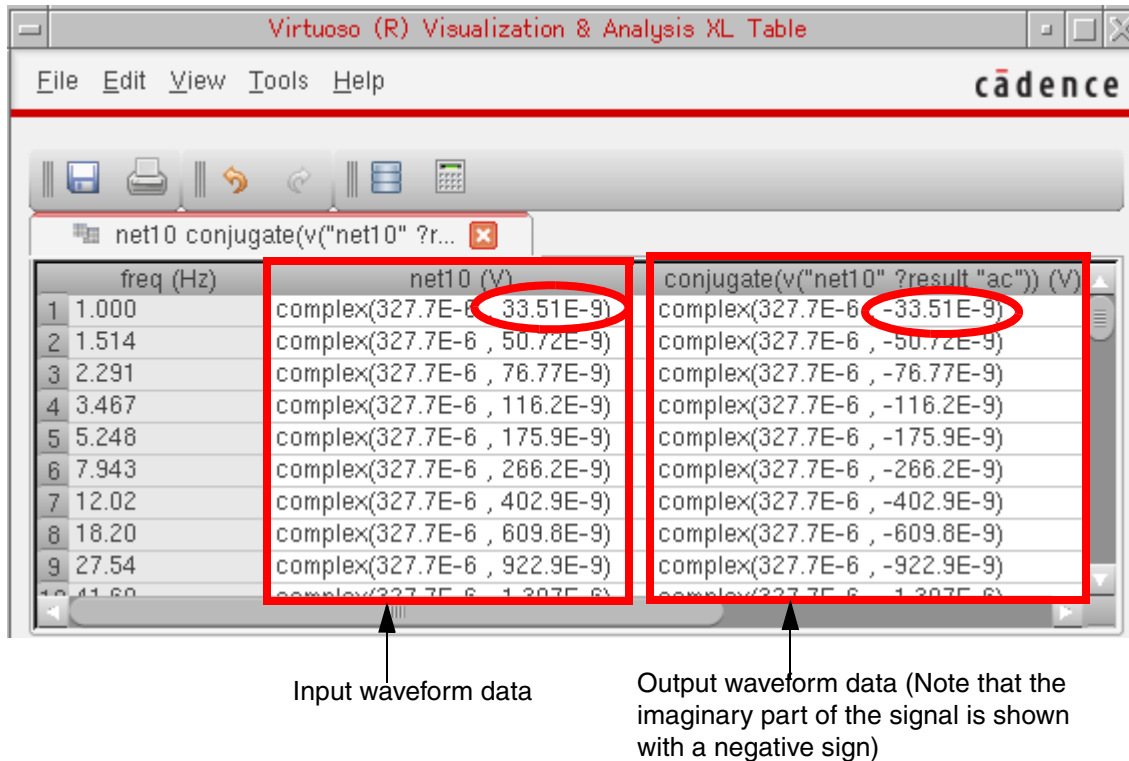 Virtuoso (R) Visualization & Analysis XL Table
File Edit View Tools Help
cādence
net10 conjugate(v("net10" ?r...
freq (Hz) net10 (V) conjugate(v("net10" ?result "ac")) (V)
1 1.000 complex(327.7E-6 , 33.51E-9) complex(327.7E-6 , -33.51E-9)
2 1.514 complex(327.7E-6 , 50.72E-9) complex(327.7E-6 , -50.72E-9)
3 2.291 complex(327.7E-6 , 76.77E-9) complex(327.7E-6 , -76.77E-9)
4 3.467 complex(327.7E-6 , 116.2E-9) complex(327.7E-6 , -116.2E-9)
5 5.248 complex(327.7E-6 , 175.9E-9) complex(327.7E-6 , -175.9E-9)
6 7.943 complex(327.7E-6 , 266.2E-9) complex(327.7E-6 , -266.2E-9)
7 12.02 complex(327.7E-6 , 402.9E-9) complex(327.7E-6 , -402.9E-9)
8 18.20 complex(327.7E-6 , 609.8E-9) complex(327.7E-6 , -609.8E-9)
9 27.54 complex(327.7E-6 , 922.9E-9) complex(327.7E-6 , -922.9E-9)
Input waveform data
Output waveform data (Note that the
imaginary part of the signal is shown
with a negative sign)